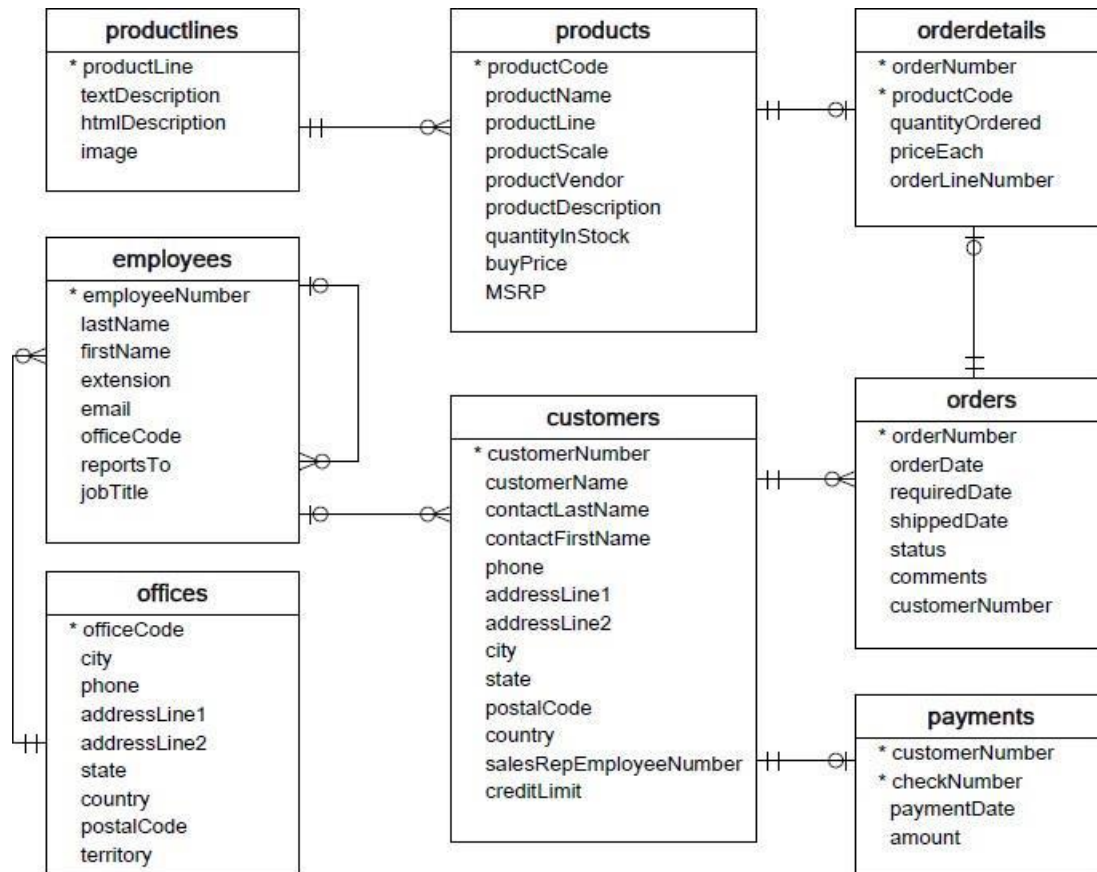 productlines
* productLine
textDescription
htmlDescription
image
products
* productCode
productName
productLine
productScale
productVendor
productDescription
quantityInStock
buyPrice
MSRP
orderdetails
* orderNumber
* productCode
quantityOrdered
priceEach
orderLineNumber
employees
* employeeNumber
lastName
firstName
extension
email
officeCode
reportsTo
jobTitle
customers
* customerNumber
customerName
contactLastName
contactFirstName
phone
addressLine1
addressLine2
city
state
postalCode
country
salesRepEmployeeNumber
creditLimit
orders
* orderNumber
orderDate
requiredDate
shippedDate
status
comments
customerNumber
offices
* officeCode
city
phone
addressLine1
addressLine2
state
country
postalCode
territory
payments
* customerNumber
* checkNumber
paymentDate
amount